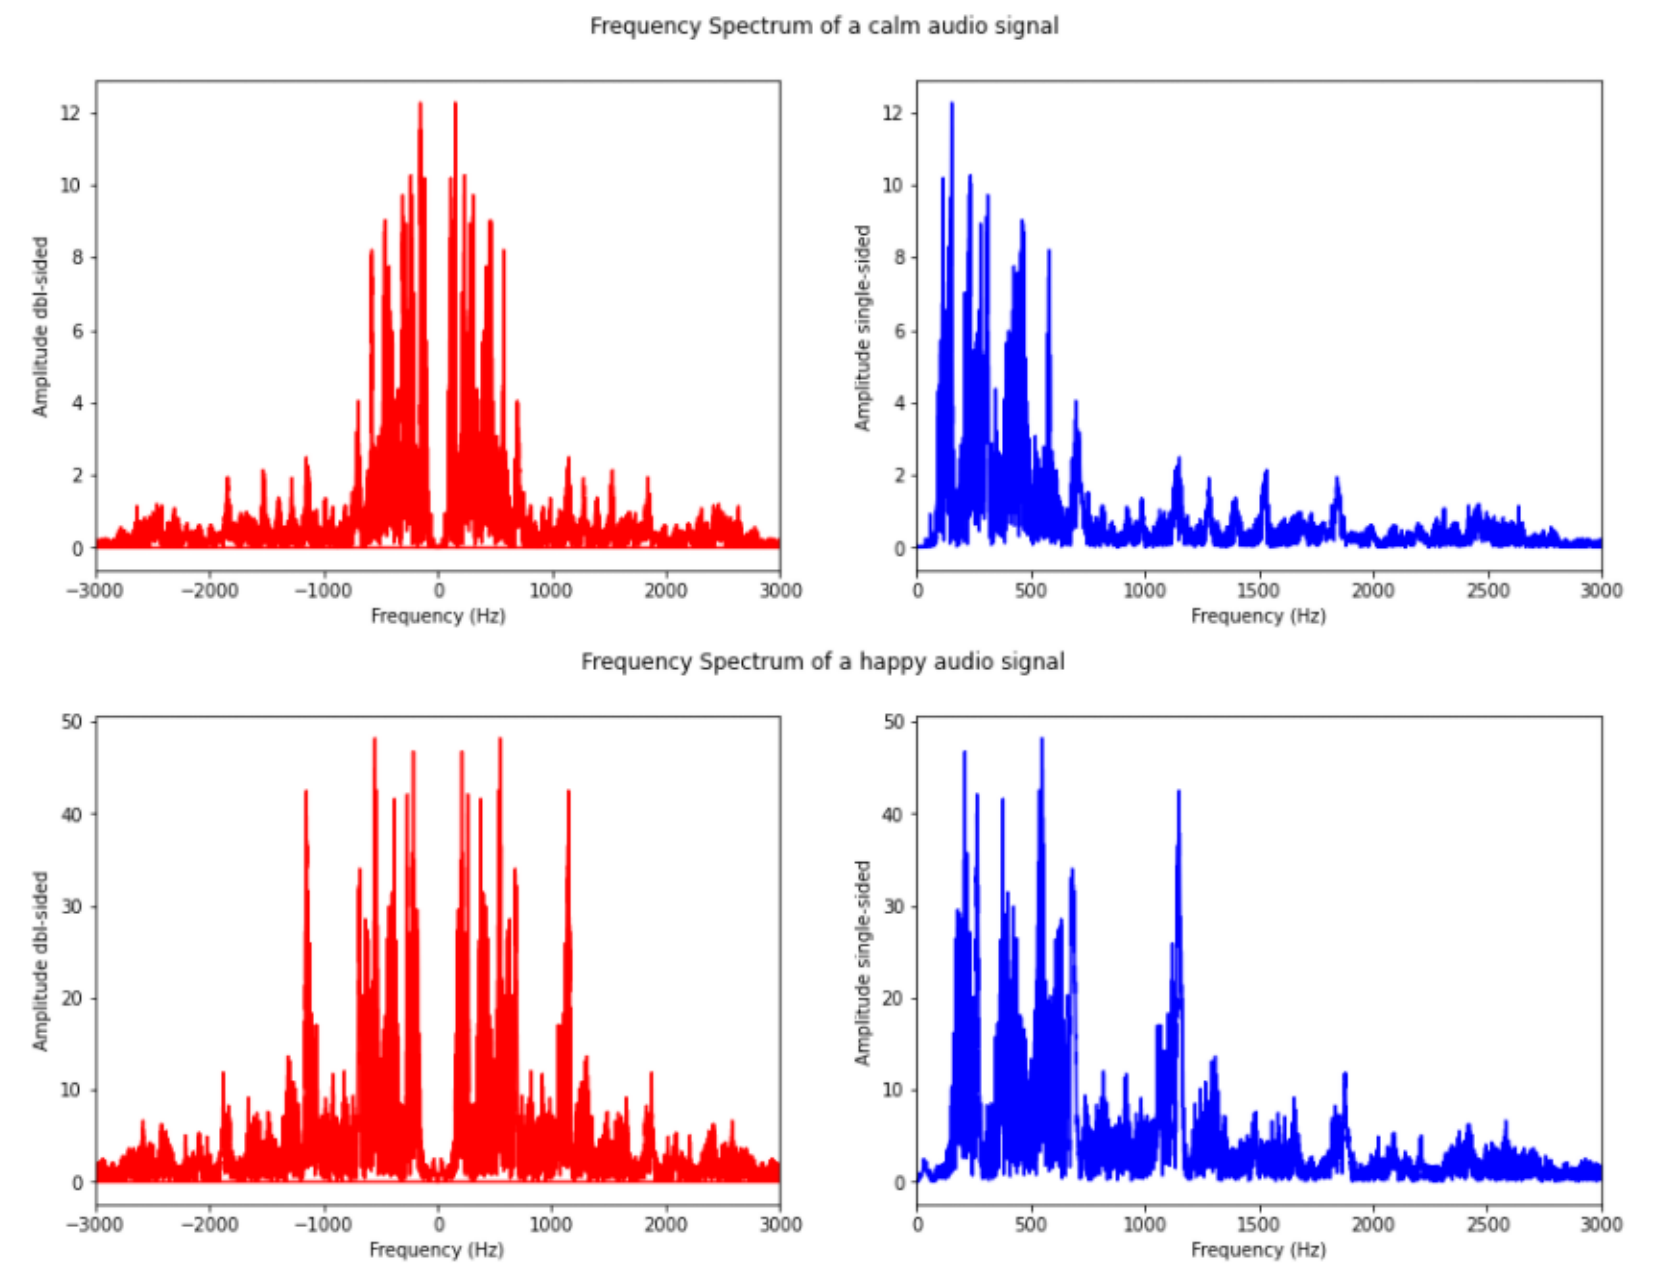 Frequency Spectrum of a calm audio signal
Amplitude dbl-sided
12
10
8
6
4
2
0
−3000 −2000 −1000 0 1000 2000 3000
Frequency (Hz)
Amplitude single-sided
12
10
8
6
4
2
0
0 500 1000 1500 2000 2500 3000
Frequency (Hz)
Frequency Spectrum of a happy audio signal
Amplitude dbl-sided
50
40
30
20
10
0
−3000 −2000 −1000 0 1000 2000 3000
Frequency (Hz)
Amplitude single-sided
50
40
30
20
10
0
0 500 1000 1500 2000 2500 3000
Frequency (Hz)